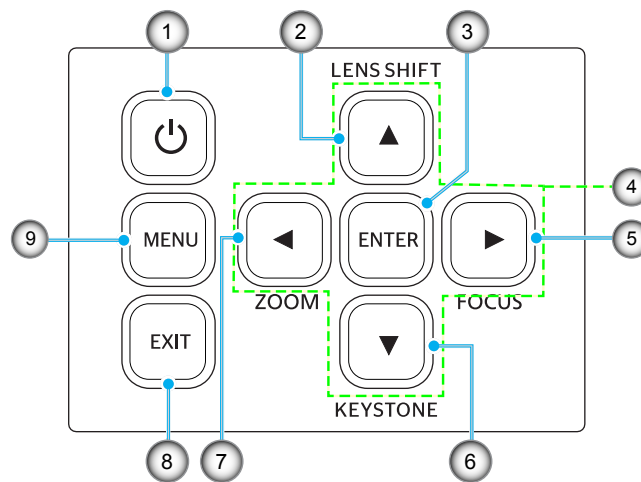 1
2
3
LENS SHIFT
4
MENU
ENTER
9
5
ZOOM
FOCUS
EXIT
KEYSTONE
8
7
6